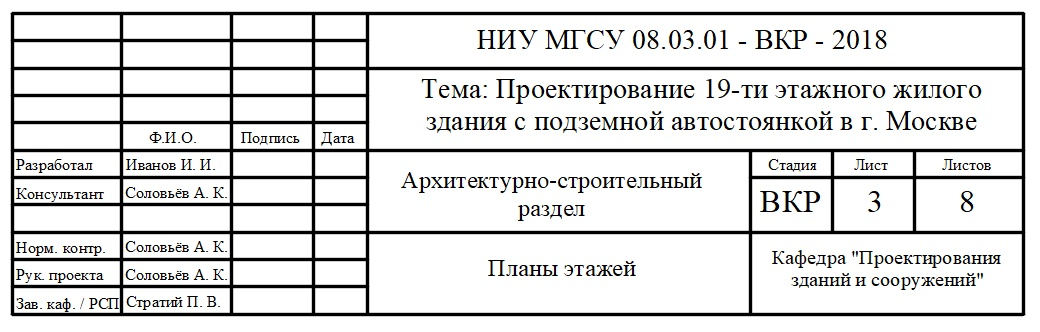 НИУ МГСУ 08.03.01 - ВКР - 2018
Тема: Проектирование 19-ти этажного жилого
здания с подземной автостоянкой в г. Москве
Ф.И.О. Подпись Дата
Разработал Иванов И. И.
Консультант Соловьёв А. К.
Архитектурно-строительный
раздел
Стадия Лист Листов
ВКР 3 8
Норм. контр. Соловьёв А. К.
Рук. проекта Соловьёв А. К.
Зав. каф. / РСП Стратий П. В.
Планы этажей
Кафедра "Проектирования
зданий и сооружений"